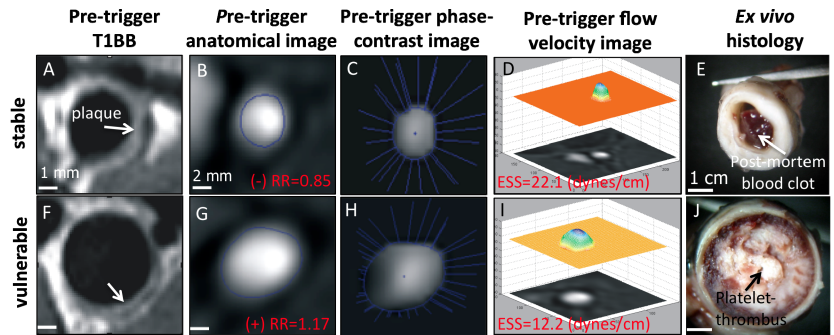 Pre-trigger
T1BB
Pre-trigger
anatomical image
Pre-trigger phase-
contrast image
Pre-trigger flow
velocity image
Ex vivo
histology
stable
A
plaque
1 mm
B
2 mm
(-) RR=0.85
C
D
ESS=22.1 (dynes/cm)
E
Post-mortem
blood clot
1 cm
vulnerable
F
G
(+) RR=1.17
H
I
ESS=12.2 (dynes/cm)
J
Platelet-
thrombus